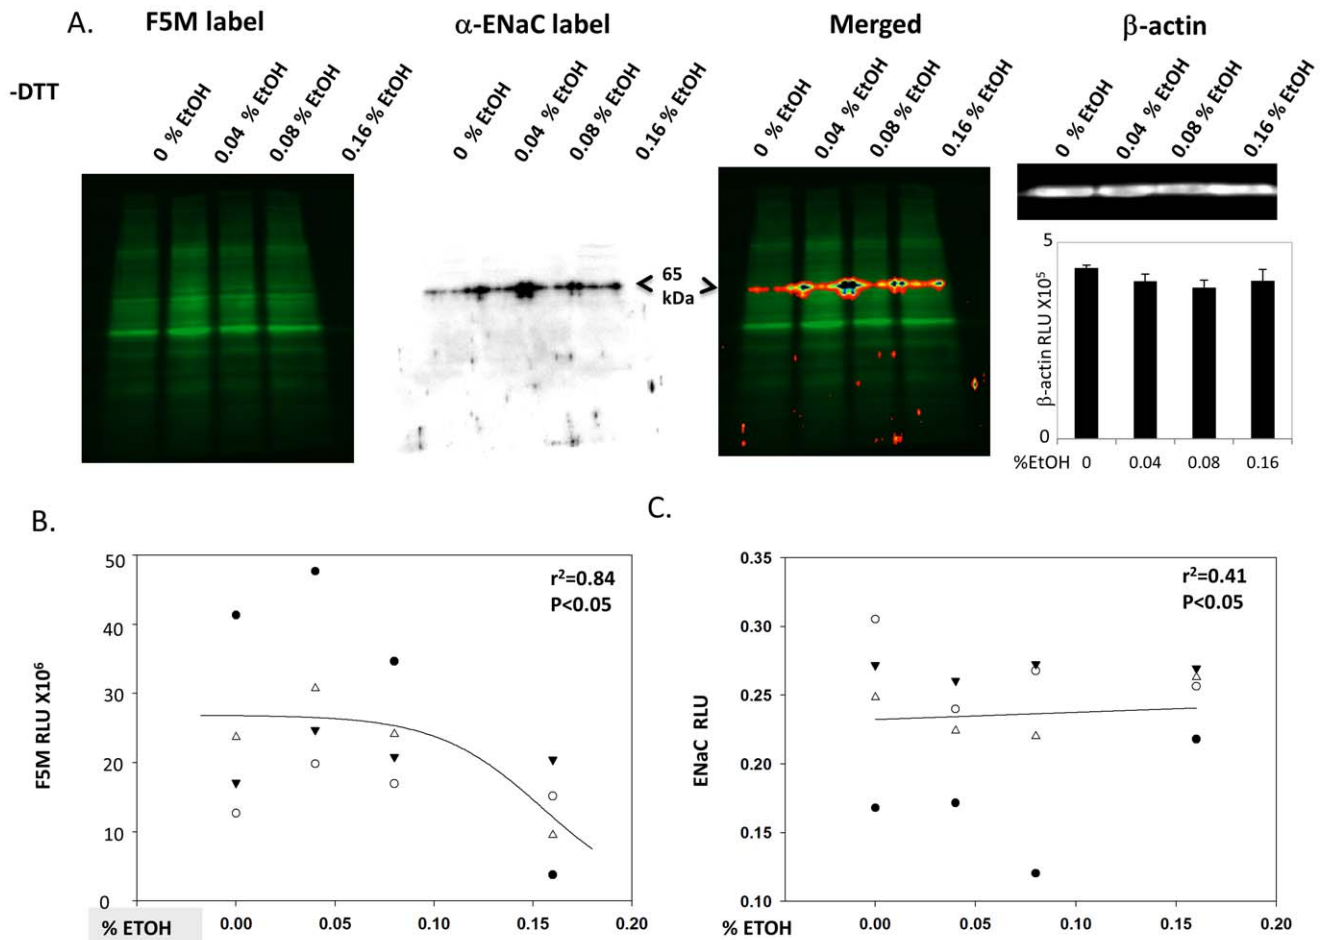 A.
F5M label
α-ENaC label
Merged
β-actin
-DTT
0 % EtOH
0.04 % EtOH
0.08 % EtOH
0.16 % EtOH
0 % EtOH
0.04 % EtOH
0.08 % EtOH
0.16 % EtOH
0 % EtOH
0.04 % EtOH
0.08 % EtOH
0.16 % EtOH
0 % EtOH
0.04 % EtOH
0.08 % EtOH
0.16 % EtOH
< 65 >
kDa
5
β-actin RLU X10⁵
0
%EtOH 0 0.04 0.08 0.16
B.
50
r²=0.84
P<0.05
40
30
20
10
0
F5M RLU X10⁶
% ETOH 0.00 0.05 0.10 0.15 0.20
C.
0.35
r²=0.41
P<0.05
0.30
0.25
0.20
0.15
0.10
ENaC RLU
% ETOH 0.00 0.05 0.10 0.15 0.20